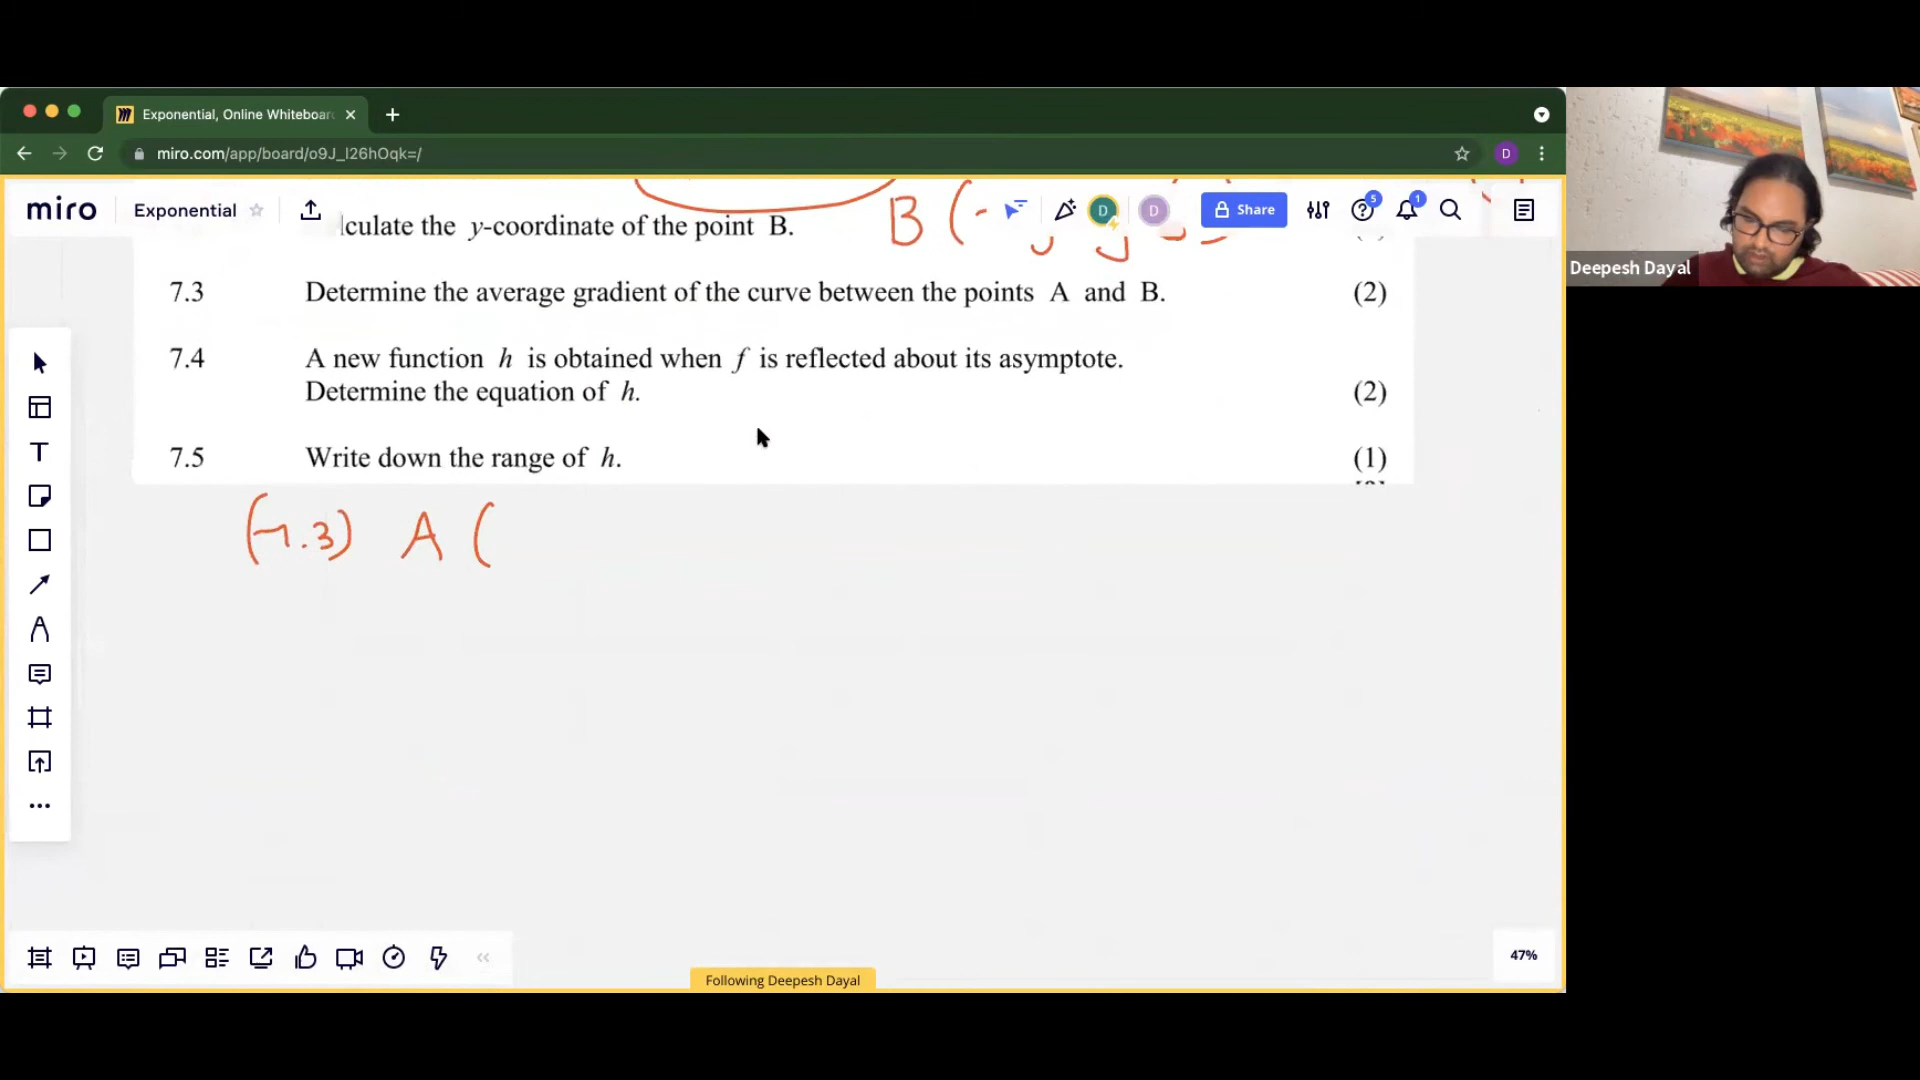 Exponential, Online Whiteboard
miro.com/app/board/o9J_l26hOqk=/
D
miro Exponential
B (-
D D Share 5 1
lculate the y-coordinate of the point B.
7.3 Determine the average gradient of the curve between the points A and B. (2)
7.4 A new function h is obtained when f is reflected about its asymptote.
Determine the equation of h. (2)
7.5 Write down the range of h. (1)
(7.3) A (
T
47%
Following Deepesh Dayal
Deepesh Dayal